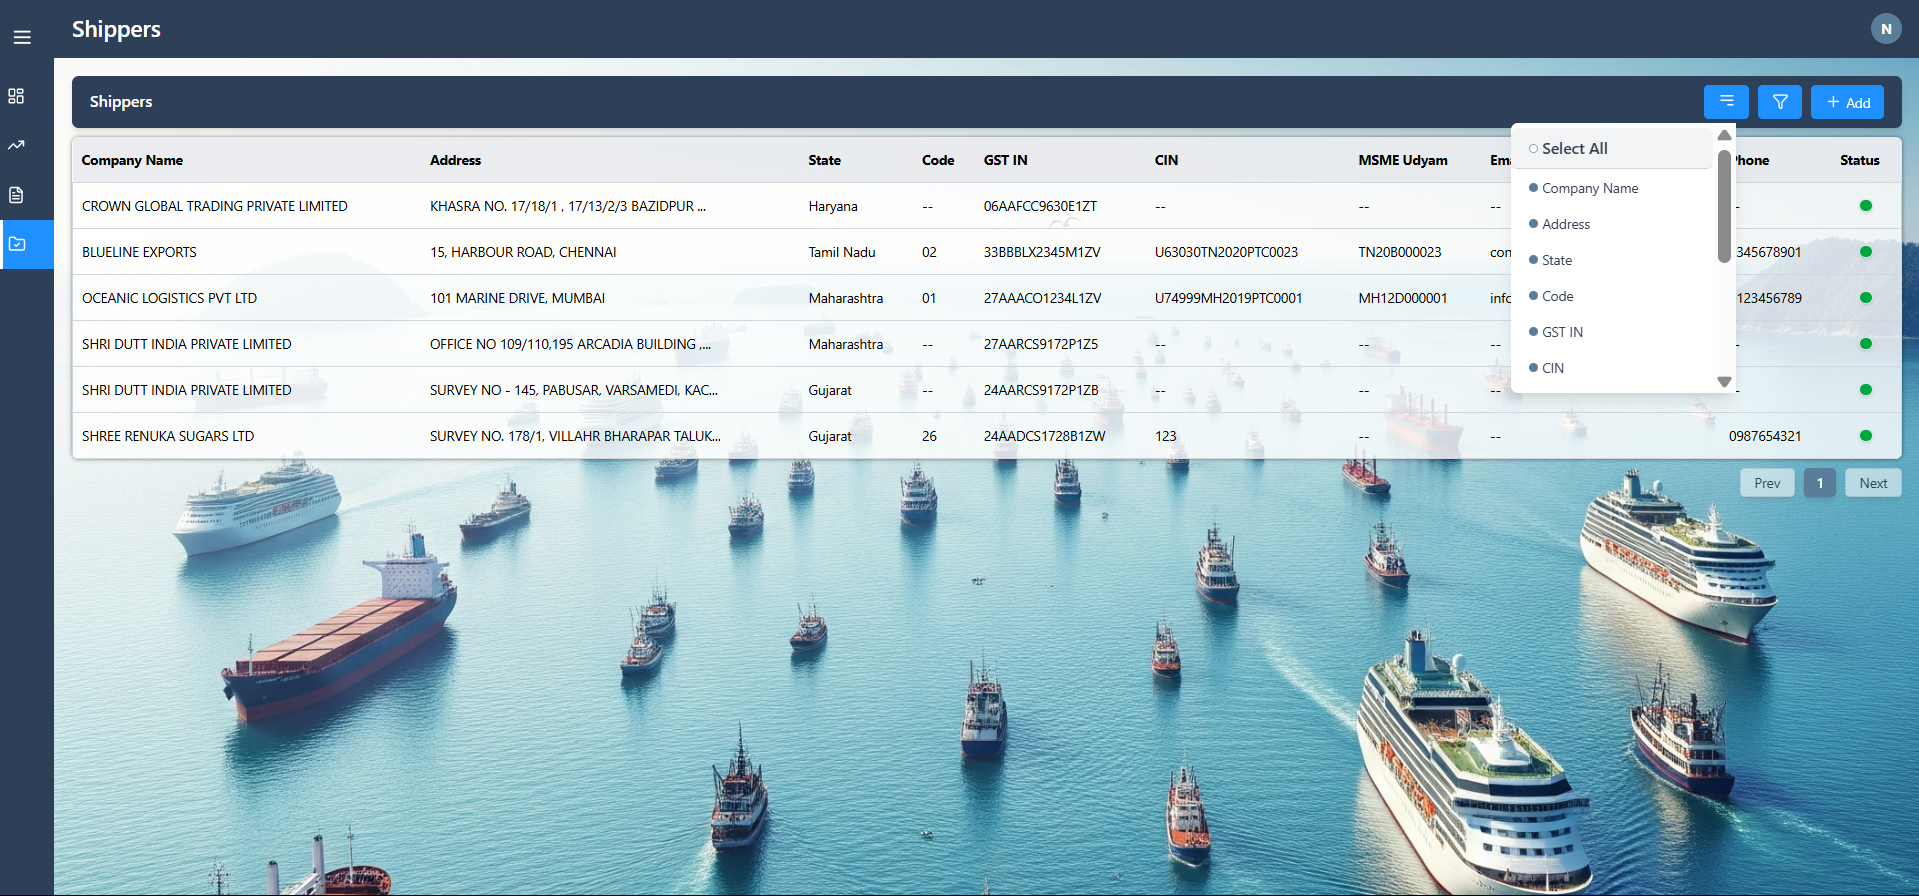 Shippers
N
Shippers
Add
Company Name Address State Code GST IN CIN MSME Udyam Status
CROWN GLOBAL TRADING PRIVATE LIMITED KHASRA NO. 17/18/1 , 17/13/2/3 BAZIDPUR ... Haryana -- 06AAFCC9630E1ZT -- -- --
BLUELINE EXPORTS 15, HARBOUR ROAD, CHENNAI Tamil Nadu 02 33BBBLX2345M1ZV U63030TN2020PTC0023 TN20B000023 con 345678901
OCEANIC LOGISTICS PVT LTD 101 MARINE DRIVE, MUMBAI Maharashtra 01 27AAACO1234L1ZV U74999MH2019PTC0001 MH12D000001 123456789
SHRI DUTT INDIA PRIVATE LIMITED OFFICE NO 109/110,195 ARCADIA BUILDING ,... Maharashtra -- 27AARCS9172P1Z5 -- -- --
SHRI DUTT INDIA PRIVATE LIMITED SURVEY NO - 145, PABUSAR, VARSAMEDI, KAC... Gujarat -- 24AARCS9172P1ZB -- -- --
SHREE RENUKA SUGARS LTD SURVEY NO. 178/1, VILLAHR BHARAPAR TALUK... Gujarat 26 24AADCS1728B1ZW 123 -- -- 0987654321
Select All
Company Name
Address
State
Code
GST IN
CIN
Prev 1 Next